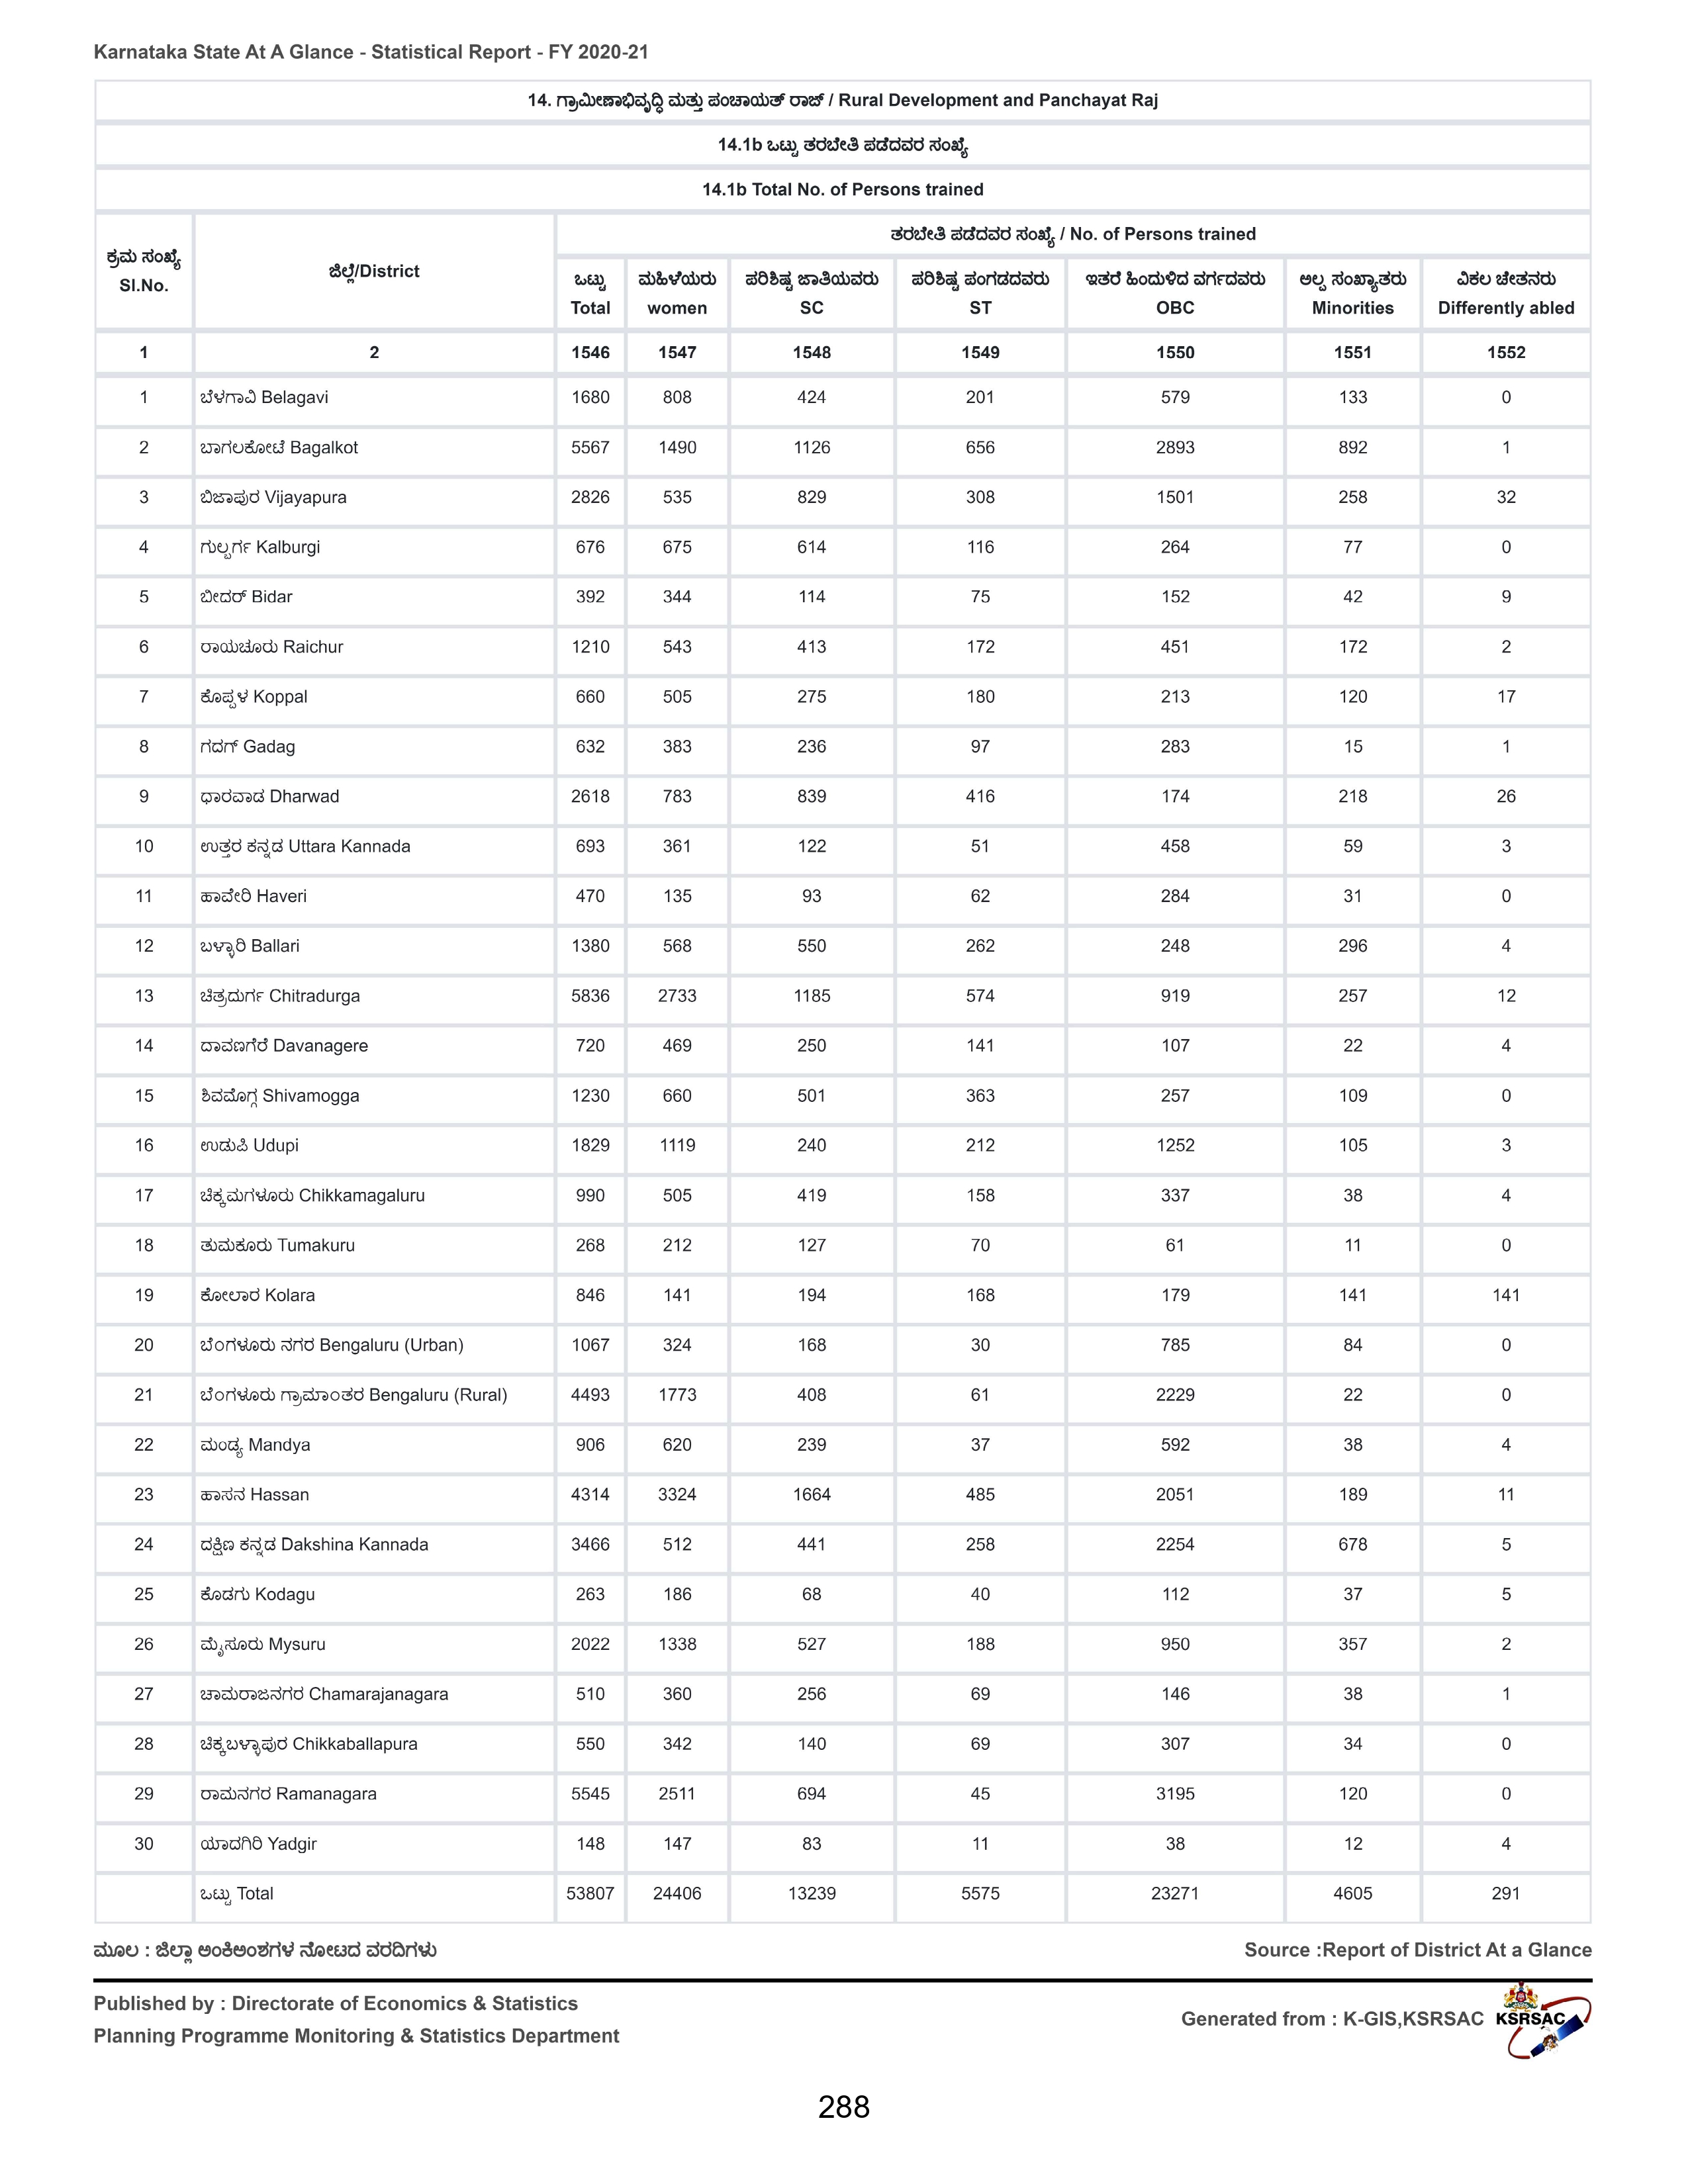 Karnataka State At A Glance - Statistical Report - FY 2020-21
14. ಗ್ರಾಮೀಣಾಭಿವೃದ್ಧಿ ಮತ್ತು ಪಂಚಾಯತ್ ರಾಜ್ / Rural Development and Panchayat Raj
14.1b ಒಟ್ಟು ತರಬೇತಿ ಪಡೆದವರ ಸಂಖ್ಯೆ
14.1b Total No. of Persons trained
ಕ್ರಮ ಸಂಖ್ಯೆ Sl.No. ಜಿಲ್ಲೆ/District ತರಬೇತಿ ಪಡೆದವರ ಸಂಖ್ಯೆ / No. of Persons trained
ಒಟ್ಟು ಮಹಿಳೆಯರು ಪರಿಶಿಷ್ಟ ಜಾತಿಯವರು ಪರಿಶಿಷ್ಟ ಪಂಗಡದವರು ಇತರೆ ಹಿಂದುಳಿದ ವರ್ಗದವರು ಅಲ್ಪ ಸಂಖ್ಯಾತರು ವಿಕಲ ಚೇತನರು
Total women SC ST OBC Minorities Differently abled
1 2 1546 1547 1548 1549 1550 1551 1552
1 ಬೆಳಗಾವಿ Belagavi 1680 808 424 201 579 133 0
2 ಬಾಗಲಕೋಟೆ Bagalkot 5567 1490 1126 656 2893 892 1
3 ಬಿಜಾಪುರ Vijayapura 2826 535 829 308 1501 258 32
4 ಗುಲ್ಬರ್ಗ Kalburgi 676 675 614 116 264 77 0
5 ಬೀದರ್ Bidar 392 344 114 75 152 42 9
6 ರಾಯಚೂರು Raichur 1210 543 413 172 451 172 2
7 ಕೊಪ್ಪಳ Koppal 660 505 275 180 213 120 17
8 ಗದಗ್ Gadag 632 383 236 97 283 15 1
9 ಧಾರವಾಡ Dharwad 2618 783 839 416 174 218 26
10 ಉತ್ತರ ಕನ್ನಡ Uttara Kannada 693 361 122 51 458 59 3
11 ಹಾವೇರಿ Haveri 470 135 93 62 284 31 0
12 ಬಳ್ಳಾರಿ Ballari 1380 568 550 262 248 296 4
13 ಚಿತ್ರದುರ್ಗ Chitradurga 5836 2733 1185 574 919 257 12
14 ದಾವಣಗೆರೆ Davanagere 720 469 250 141 107 22 4
15 ಶಿವಮೊಗ್ಗ Shivamogga 1230 660 501 363 257 109 0
16 ಉಡುಪಿ Udupi 1829 1119 240 212 1252 105 3
17 ಚಿಕ್ಕಮಗಳೂರು Chikkamagaluru 990 505 419 158 337 38 4
18 ತುಮಕೂರು Tumakuru 268 212 127 70 61 11 0
19 ಕೋಲಾರ Kolara 846 141 194 168 179 141 141
20 ಬೆಂಗಳೂರು ನಗರ Bengaluru (Urban) 1067 324 168 30 785 84 0
21 ಬೆಂಗಳೂರು ಗ್ರಾಮಾಂತರ Bengaluru (Rural) 4493 1773 408 61 2229 22 0
22 ಮಂಡ್ಯ Mandya 906 620 239 37 592 38 4
23 ಹಾಸನ Hassan 4314 3324 1664 485 2051 189 11
24 ದಕ್ಷಿಣ ಕನ್ನಡ Dakshina Kannada 3466 512 441 258 2254 678 5
25 ಕೊಡಗು Kodagu 263 186 68 40 112 37 5
26 ಮೈಸೂರು Mysuru 2022 1338 527 188 950 357 2
27 ಚಾಮರಾಜನಗರ Chamarajanagara 510 360 256 69 146 38 1
28 ಚಿಕ್ಕಬಳ್ಳಾಪುರ Chikkaballapura 550 342 140 69 307 34 0
29 ರಾಮನಗರ Ramanagara 5545 2511 694 45 3195 120 0
30 ಯಾದಗಿರಿ Yadgir 148 147 83 11 38 12 4
ಒಟ್ಟು Total 53807 24406 13239 5575 23271 4605 291
ಮೂಲ : ಜಿಲ್ಲಾ ಅಂಕಿಅಂಶಗಳ ನೋಟದ ವರದಿಗಳು Source :Report of District At a Glance
Published by : Directorate of Economics & Statistics
Planning Programme Monitoring & Statistics Department
Generated from : K-GIS,KSRSAC KSRSAC
288